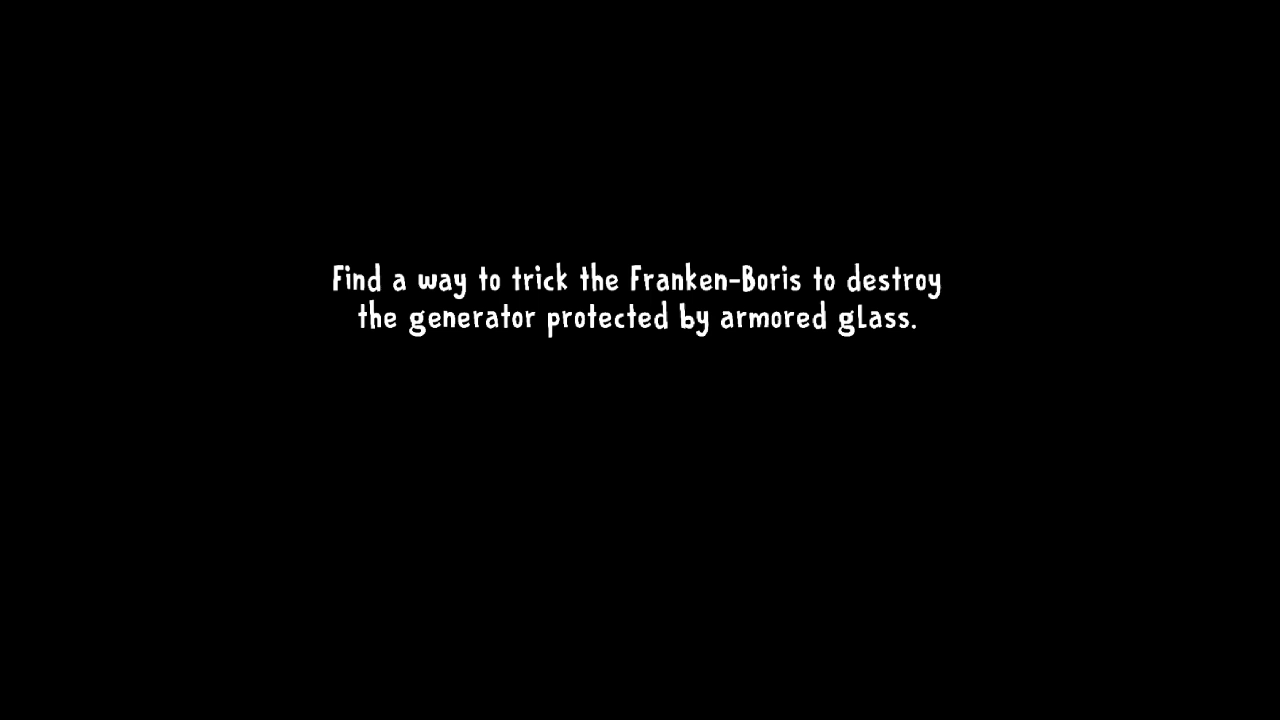 Find a way to trick the Franken-Boris to destroy
the generator protected by armored glass.